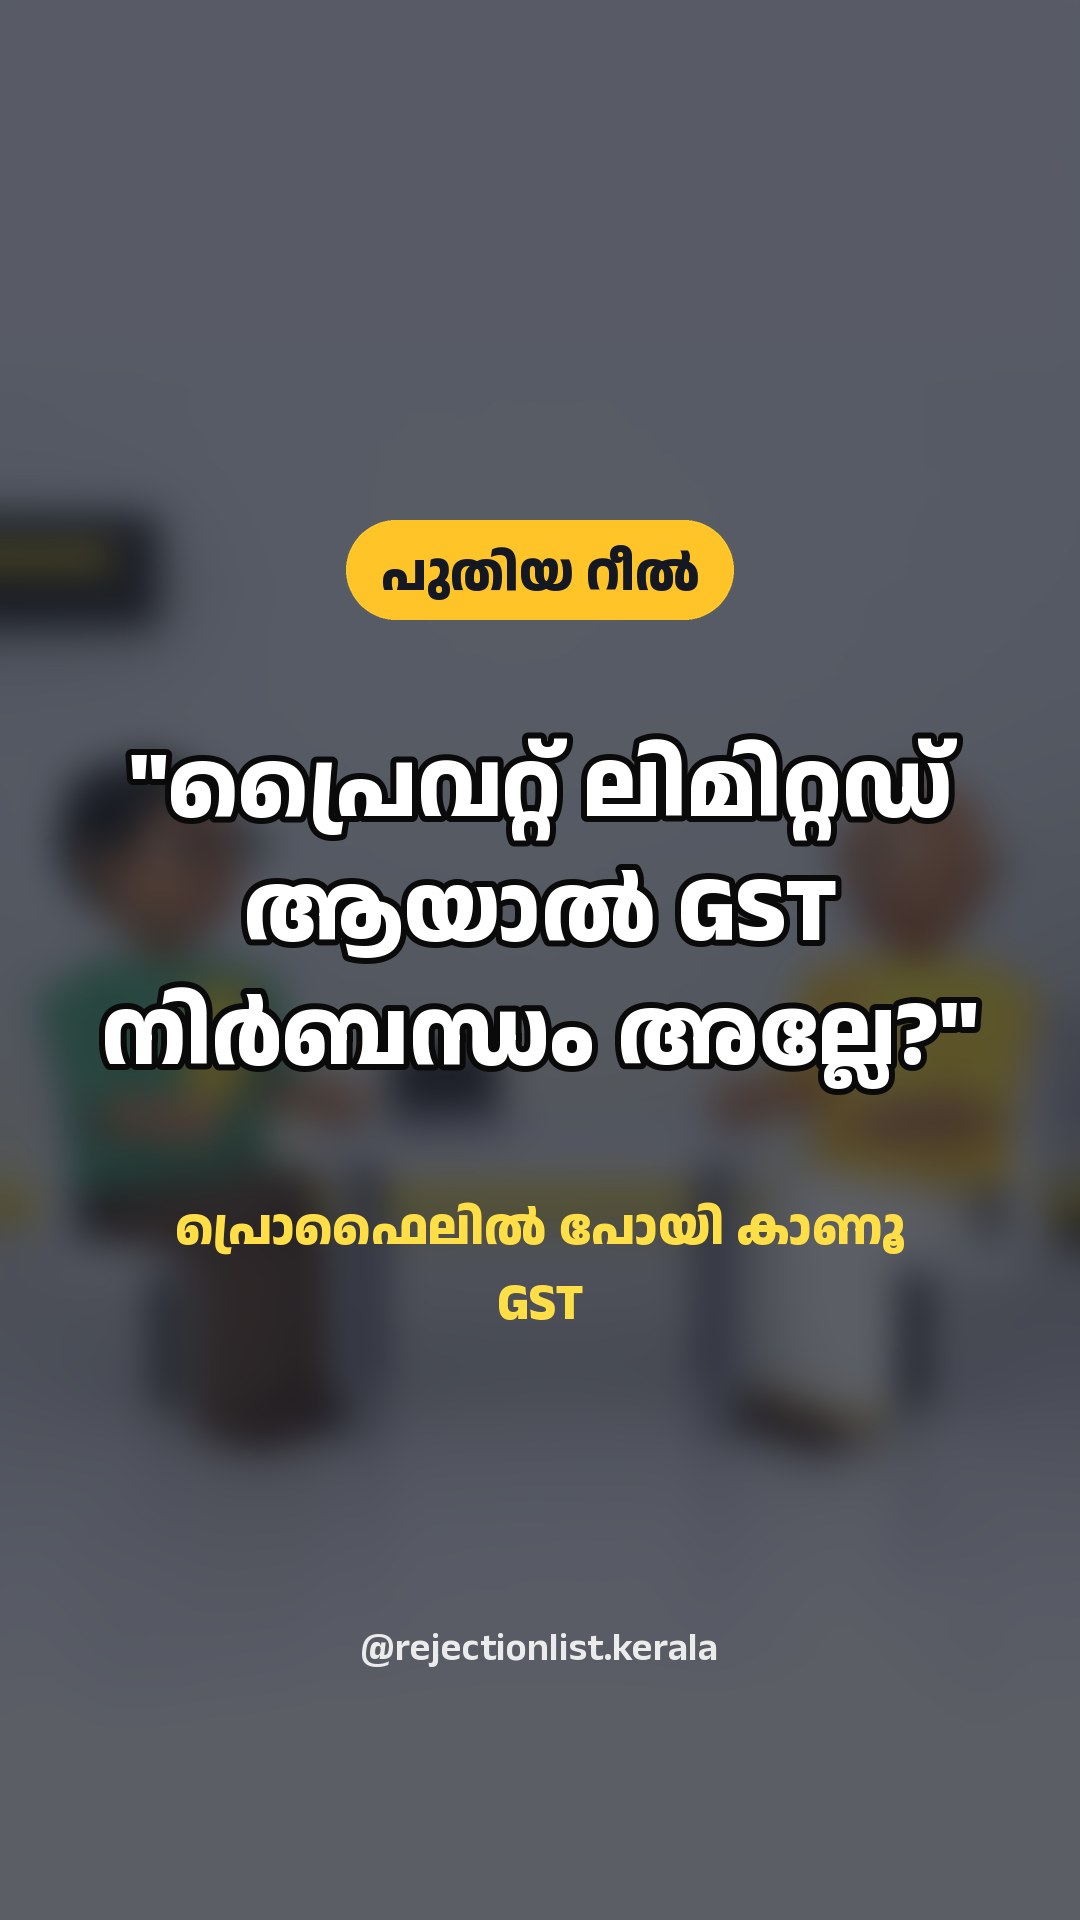 പുതിയ റീൽ
"പ്രൈവറ്റ് ലിമിറ്റഡ്
ആയാൽ GST
നിർബന്ധം അല്ലേ?"
പ്രൊഫൈലിൽ പോയി കാണൂ
GST
@rejectionlist.kerala